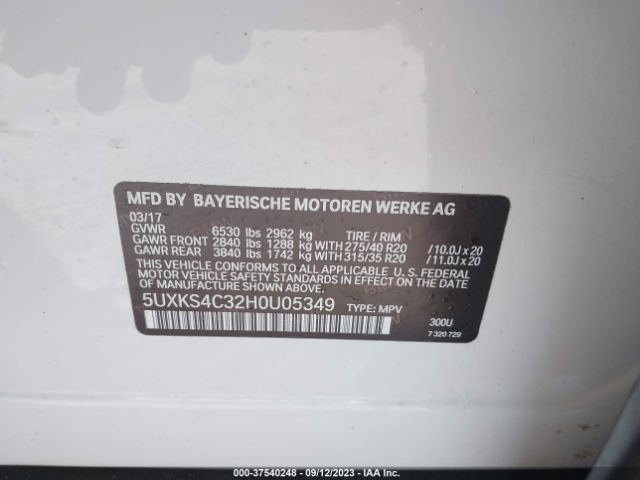 MFD BY BAYERISCHE MOTOREN WERKE AG
03/17
GVWR 6530 lbs 2962 kg TIRE / RIM
GAWR FRONT 2840 lbs 1288 kg WITH 275/40 R20 /10.0J x 20
GAWR REAR 3840 lbs 1742 kg WITH 315/35 R20 /11.0J x 20
THIS VEHICLE CONFORMS TO ALL APPLICABLE U. S. FEDERAL
MOTOR VEHICLE SAFETY STANDARDS IN EFFECT ON THE DATE
OF MANUFACTURE SHOWN ABOVE.
5UXKS4C32H0U05349 TYPE: MPV 300U
7 320 729
000-37540248 - 09/12/2023 - IAA Inc.